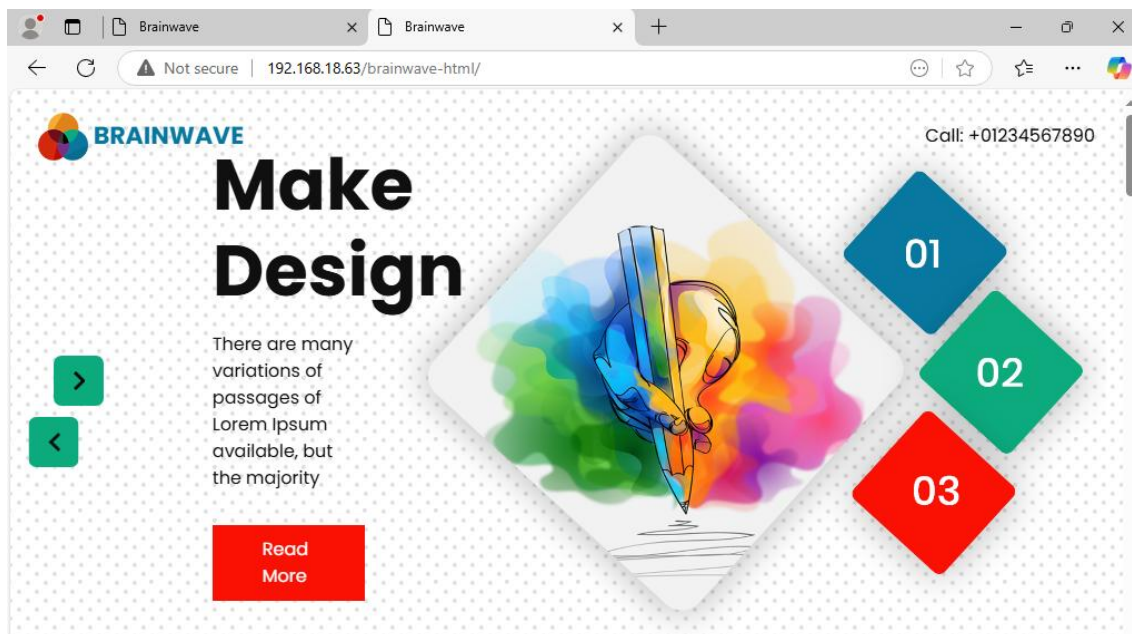 Brainwave
Brainwave
Not secure
192.168.18.63/brainwave-html/
BRAINWAVE
Call: +01234567890
Make
Design
There are many
variations of
passages of
Lorem Ipsum
available, but
the majority
Read
More
01
02
03